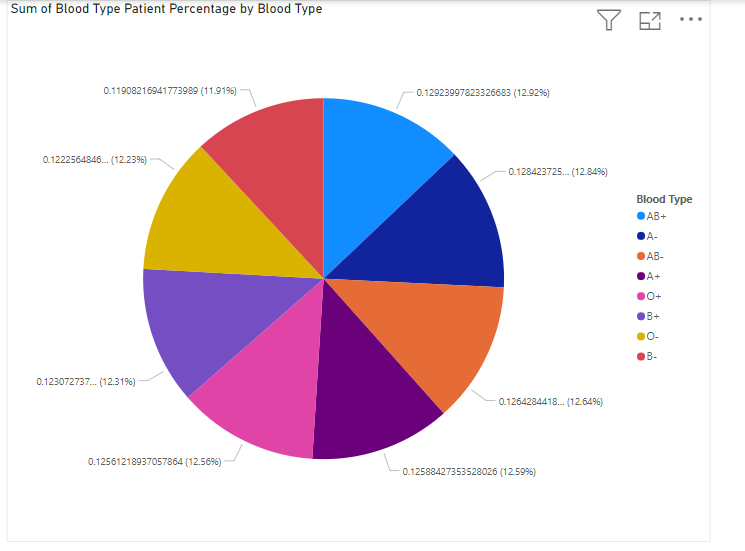 Sum of Blood Type Patient Percentage by Blood Type
0.11908216941773989 (11.91%)
0.12923997823326683 (12.92%)
0.1222564846... (12.23%)
0.128423725... (12.84%)
Blood Type
AB+
A-
AB-
A+
O+
B+
O-
B-
0.123072737... (12.31%)
0.1264284418... (12.64%)
0.12561218937057864 (12.56%)
0.12588427353528026 (12.59%)